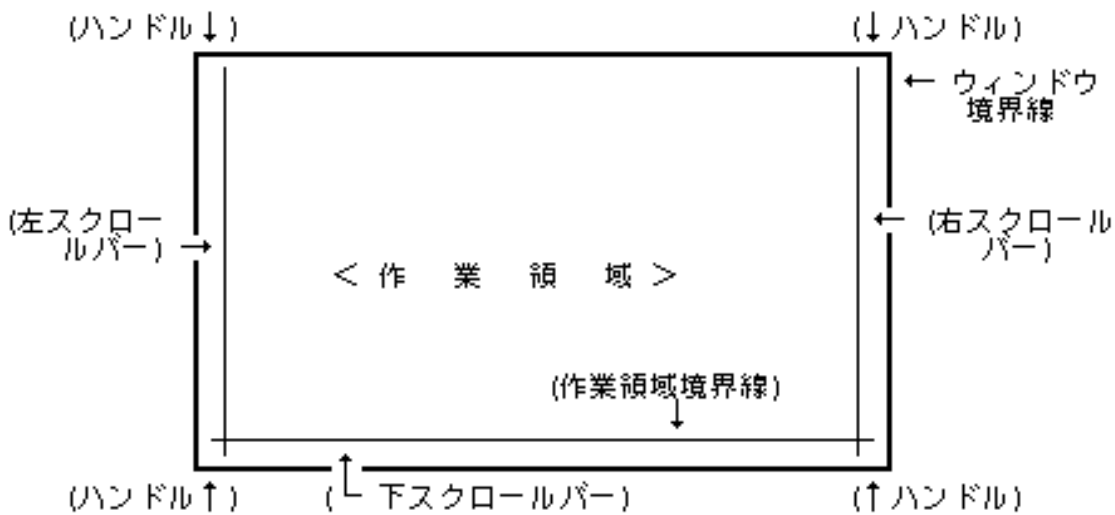 (ハンドル↓)
(↓ハンドル)
← ウィンドウ
境界線
(左スクロー
ルバー) →
← (右スクロール
バー)
＜ 作 業 領 域 ＞
(作業領域境界線)
↓
(ハンドル↑)
( 下スクロールバー)
(↑ハンドル)